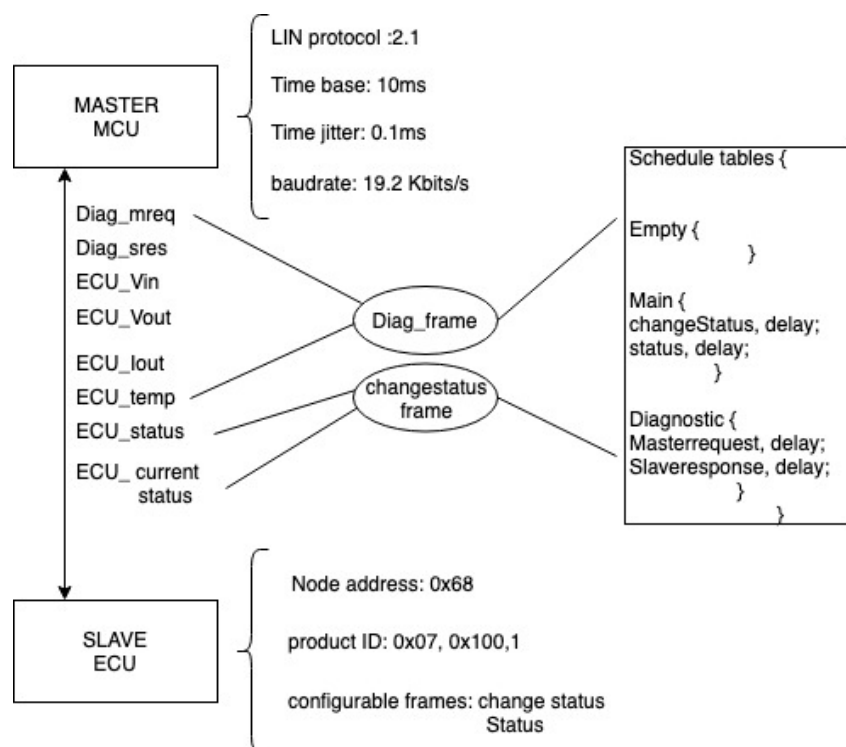 MASTER
MCU
LIN protocol :2.1
Time base: 10ms
Time jitter: 0.1ms
baudrate: 19.2 Kbits/s
Diag_mreq
Diag_sres
ECU_Vin
ECU_Vout
ECU_Iout
ECU_temp
ECU_status
ECU_ current
status
Diag_frame
changestatus
frame
Schedule tables {
Empty {
}
Main {
changeStatus, delay;
status, delay;
}
Diagnostic {
Masterrequest, delay;
Slaveresponse, delay;
}
}
SLAVE
ECU
Node address: 0x68
product ID: 0x07, 0x100,1
configurable frames: change status
Status